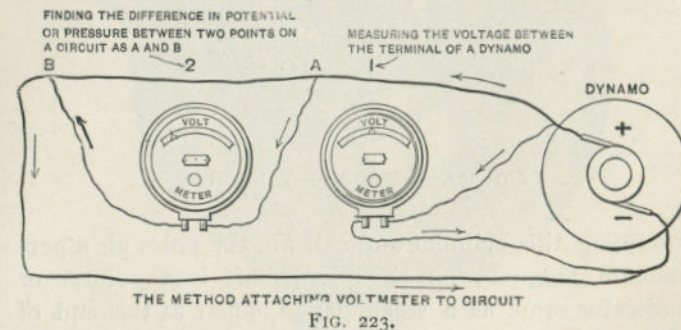 FINDING THE DIFFERENCE IN POTENTIAL
OR PRESSURE BETWEEN TWO POINTS ON
A CIRCUIT AS A AND B
2
MEASURING THE VOLTAGE BETWEEN
THE TERMINAL OF A DYNAMO
1
B
A
DYNAMO
+
−
VOLT
METER
VOLT
METER
THE METHOD ATTACHING VOLTMETER TO CIRCUIT
FIG. 223.